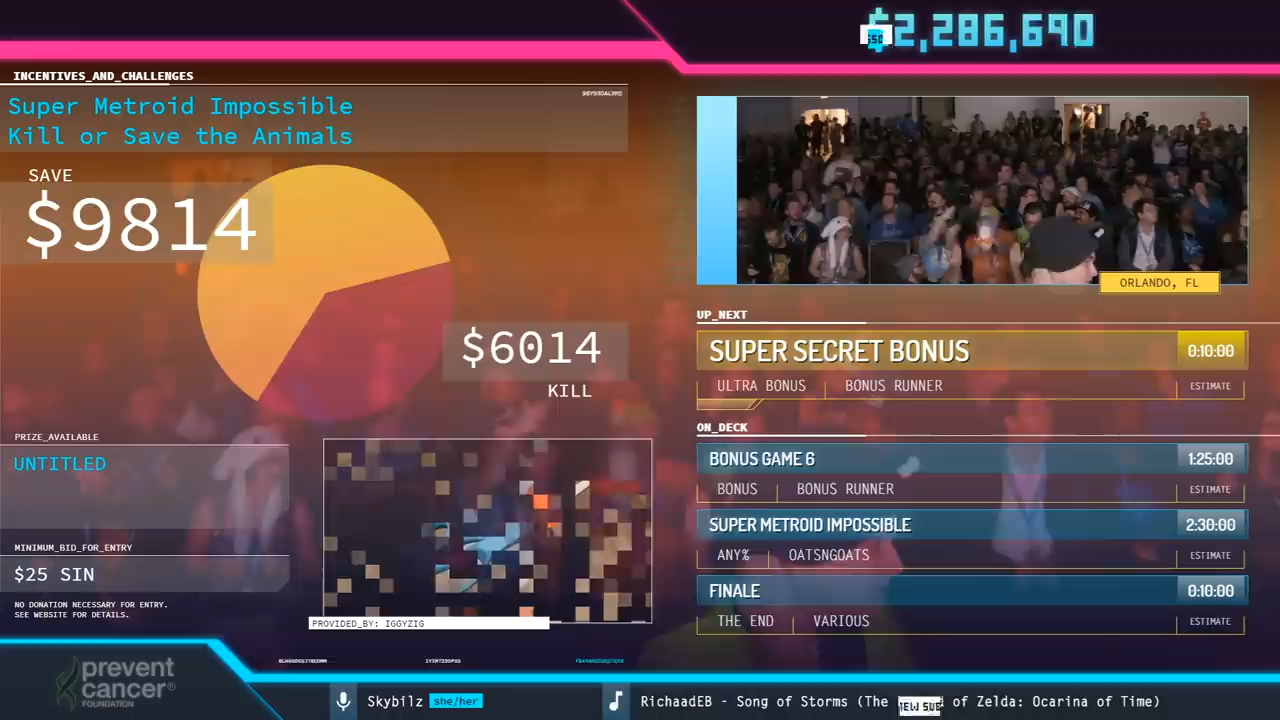 $2,286,690
INCENTIVES_AND_CHALLENGES
Super Metroid Impossible
Kill or Save the Animals
SAVE
$9814
$6014
KILL
ORLANDO, FL
UP_NEXT
SUPER SECRET BONUS 0:10:00
ULTRA BONUS BONUS RUNNER ESTIMATE
ON_DECK
BONUS GAME 6 1:25:00
BONUS BONUS RUNNER ESTIMATE
SUPER METROID IMPOSSIBLE 2:30:00
ANY% OATSNGOATS ESTIMATE
FINALE 0:10:00
THE END VARIOUS ESTIMATE
PRIZE_AVAILABLE
UNTITLED
MINIMUM_BID_FOR_ENTRY
$25 SIN
NO DONATION NECESSARY FOR ENTRY.
SEE WEBSITE FOR DETAILS.
PROVIDED_BY: IGGYZIG
prevent
cancer®
FOUNDATION
Skybilz she/her
RichaadEB - Song of Storms (The of Zelda: Ocarina of Time)